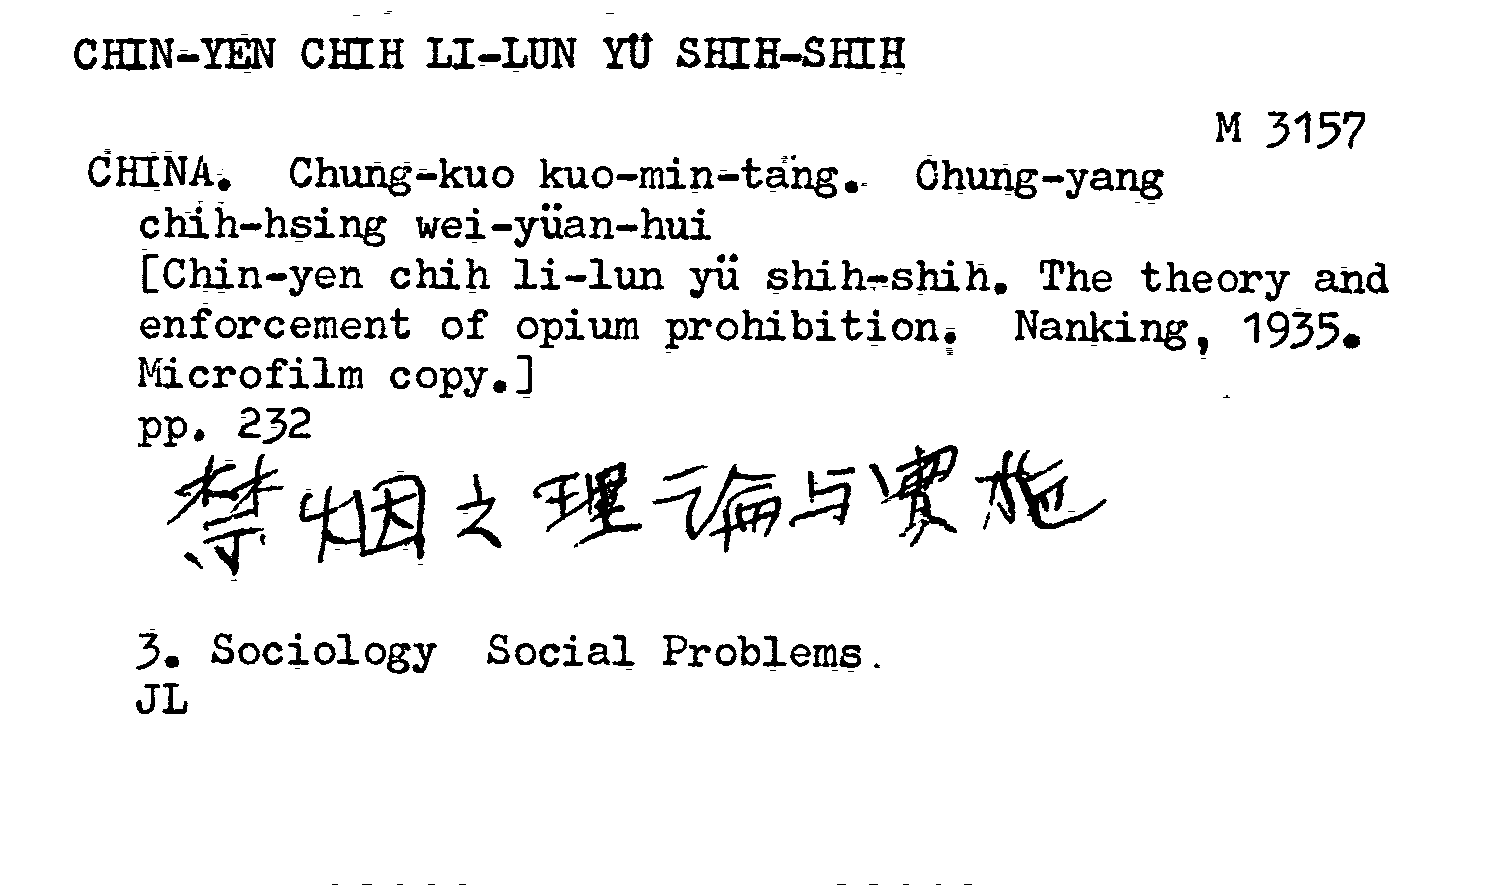 CHIN-YEN CHIH LI-LUN YÜ SHIH-SHIH
M 3157
CHINA. Chung-kuo kuo-min-tang. Chung-yang
chih-hsing wei-yüan-hui
[Chin-yen chih li-lun yü shih-shih. The theory and
enforcement of opium prohibition. Nanking, 1935.
Microfilm copy.]
pp. 232
禁烟之理論与實施
3. Sociology Social Problems.
JL